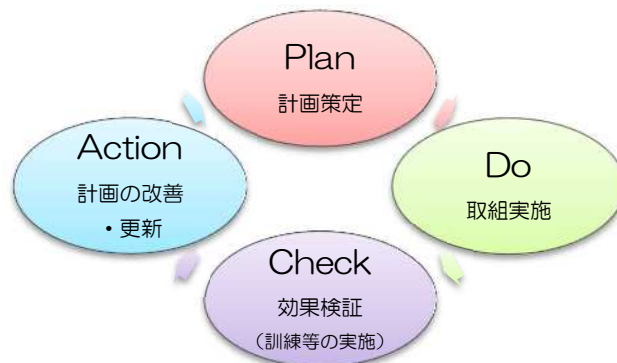 Plan
計画策定
Do
取組実施
Check
効果検証
（訓練等の実施）
Action
計画の改善
・更新